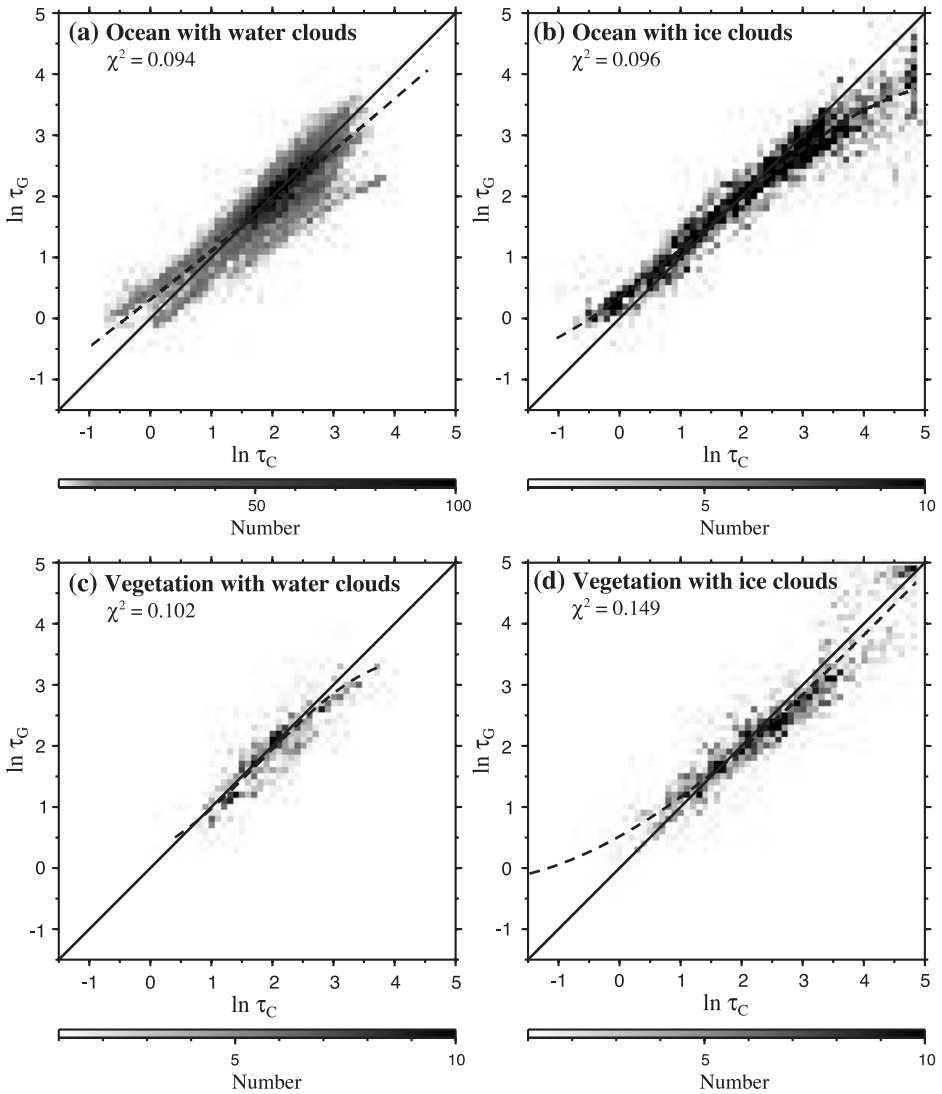 (a) Ocean with water clouds
χ² = 0.094
5
4
3
2
1
0
-1
ln τG
-1 0 1 2 3 4 5
ln τC
50 100
Number
(b) Ocean with ice clouds
χ² = 0.096
5
4
3
2
1
0
-1
ln τG
-1 0 1 2 3 4 5
ln τC
5 10
Number
(c) Vegetation with water clouds
χ² = 0.102
5
4
3
2
1
0
-1
ln τG
-1 0 1 2 3 4 5
ln τC
5 10
Number
(d) Vegetation with ice clouds
χ² = 0.149
5
4
3
2
1
0
-1
ln τG
-1 0 1 2 3 4 5
ln τC
5 10
Number